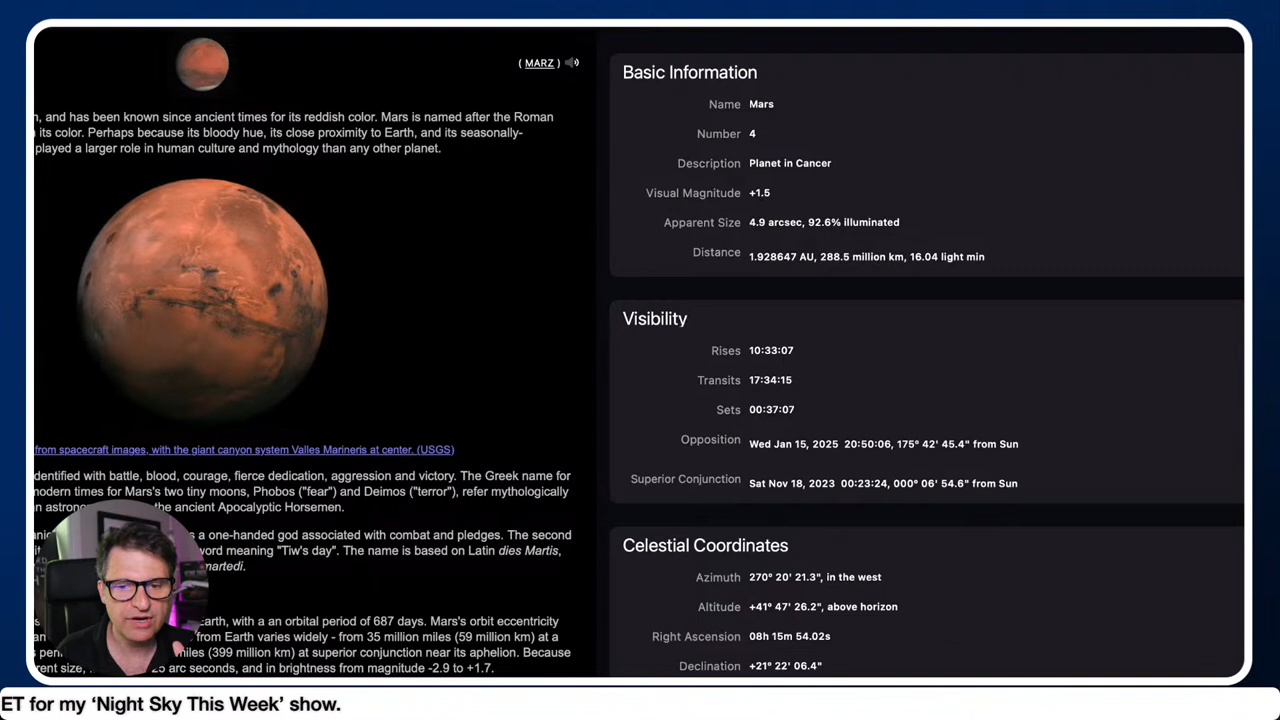 ( MARZ )
n, and has been known since ancient times for its reddish color. Mars is named after the Roman
its color. Perhaps because its bloody hue, its close proximity to Earth, and its seasonally-
played a larger role in human culture and mythology than any other planet.
from spacecraft images, with the giant canyon system Valles Marineris at center. (USGS)
dentified with battle, blood, courage, fierce dedication, aggression and victory. The Greek name for
modern times for Mars's two tiny moons, Phobos ("fear") and Deimos ("terror"), refer mythologically
n astron the ancient Apocalyptic Horsemen.
s a one-handed god associated with combat and pledges. The second
word meaning "Tiw's day". The name is based on Latin dies Martis,
martedi.
Earth, with a an orbital period of 687 days. Mars's orbit eccentricity
from Earth varies widely - from 35 million miles (59 million km) at a
miles (399 million km) at superior conjunction near its aphelion. Because
rent size, 25 arc seconds, and in brightness from magnitude -2.9 to +1.7.
Basic Information
Name Mars
Number 4
Description Planet in Cancer
Visual Magnitude +1.5
Apparent Size 4.9 arcsec, 92.6% illuminated
Distance 1.928647 AU, 288.5 million km, 16.04 light min
Visibility
Rises 10:33:07
Transits 17:34:15
Sets 00:37:07
Opposition Wed Jan 15, 2025 20:50:06, 175° 42' 45.4" from Sun
Superior Conjunction Sat Nov 18, 2023 00:23:24, 000° 06' 54.6" from Sun
Celestial Coordinates
Azimuth 270° 20' 21.3", in the west
Altitude +41° 47' 26.2", above horizon
Right Ascension 08h 15m 54.02s
Declination +21° 22' 06.4"
ET for my ‘Night Sky This Week’ show.